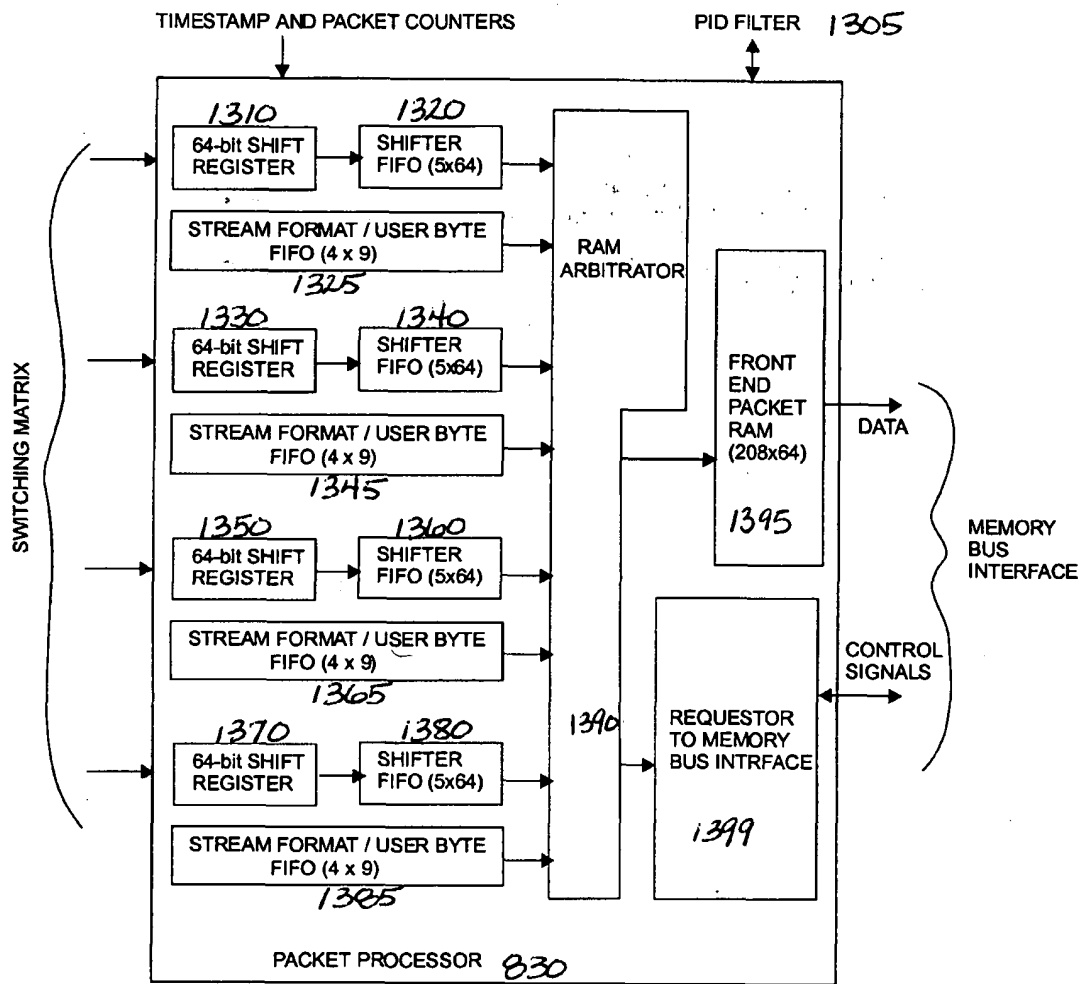 TIMESTAMP AND PACKET COUNTERS
PID FILTER 1305
SWITCHING MATRIX
1310
64-bit SHIFT
REGISTER
1320
SHIFTER
FIFO (5x64)
STREAM FORMAT / USER BYTE
FIFO (4 x 9)
1325
1330
64-bit SHIFT
REGISTER
1340
SHIFTER
FIFO (5x64)
STREAM FORMAT / USER BYTE
FIFO (4 x 9)
1345
1350
64-bit SHIFT
REGISTER
1360
SHIFTER
FIFO (5x64)
STREAM FORMAT / USER BYTE
FIFO (4 x 9)
1365
1370
64-bit SHIFT
REGISTER
1380
SHIFTER
FIFO (5x64)
STREAM FORMAT / USER BYTE
FIFO (4 x 9)
1385
RAM
ARBITRATOR
1390
FRONT
END
PACKET
RAM
(208x64)
1395
DATA
REQUESTOR
TO MEMORY
BUS INTRFACE
1399
CONTROL
SIGNALS
MEMORY
BUS
INTERFACE
PACKET PROCESSOR 830